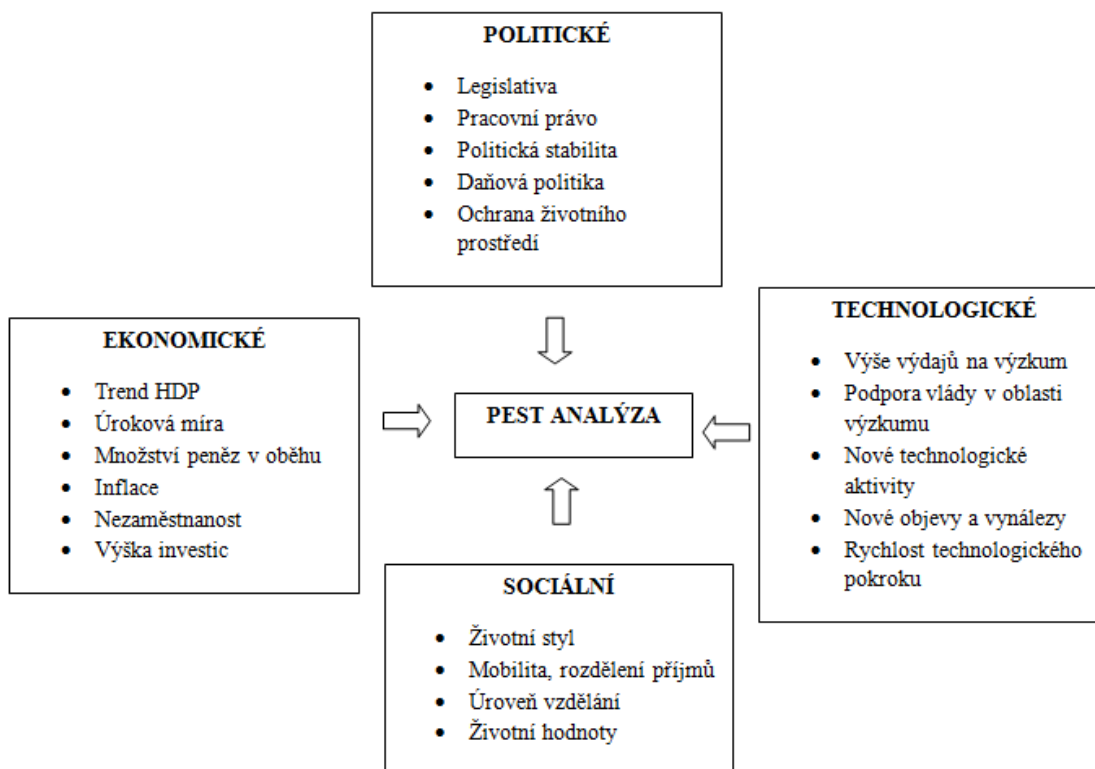 POLITICKÉ
• Legislativa
• Pracovní právo
• Politická stabilita
• Daňová politika
• Ochrana životního
prostředí
EKONOMICKÉ
• Trend HDP
• Úroková míra
• Množství peněz v oběhu
• Inflace
• Nezaměstnanost
• Výška investic
PEST ANALÝZA
TECHNOLOGICKÉ
• Výše výdajů na výzkum
• Podpora vlády v oblasti
výzkumu
• Nové technologické
aktivity
• Nové objevy a vynálezy
• Rychlost technologického
pokroku
SOCIÁLNÍ
• Životní styl
• Mobilita, rozdělení příjmů
• Úroveň vzdělání
• Životní hodnoty